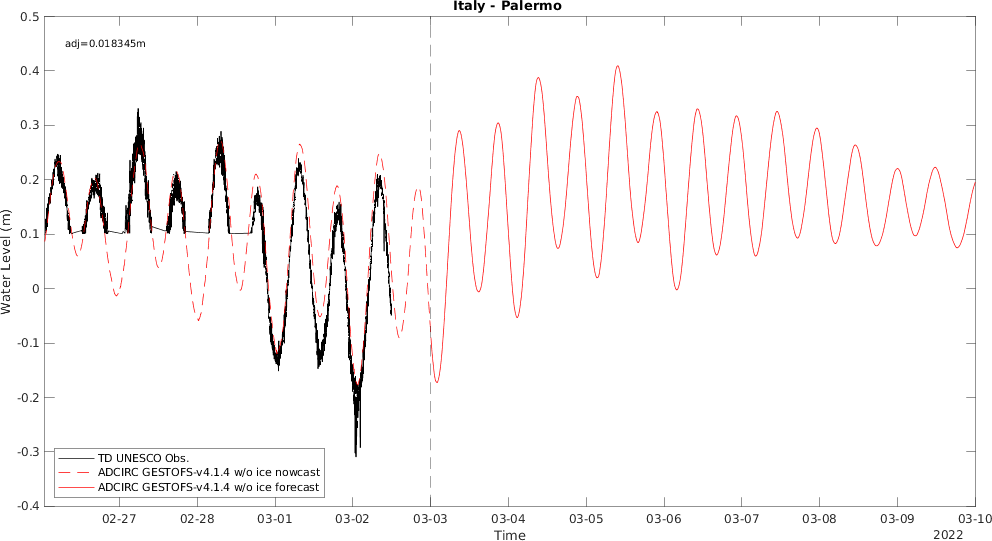 Italy - Palermo
adj=0.018345m
0.5
0.4
0.3
0.2
0.1
0
-0.1
-0.2
-0.3
-0.4
Water Level (m)
TD UNESCO Obs.
ADCIRC GESTOFS-v4.1.4 w/o ice nowcast
ADCIRC GESTOFS-v4.1.4 w/o ice forecast
02-27 02-28 03-01 03-02 03-03 03-04 03-05 03-06 03-07 03-08 03-09 03-10
Time
2022